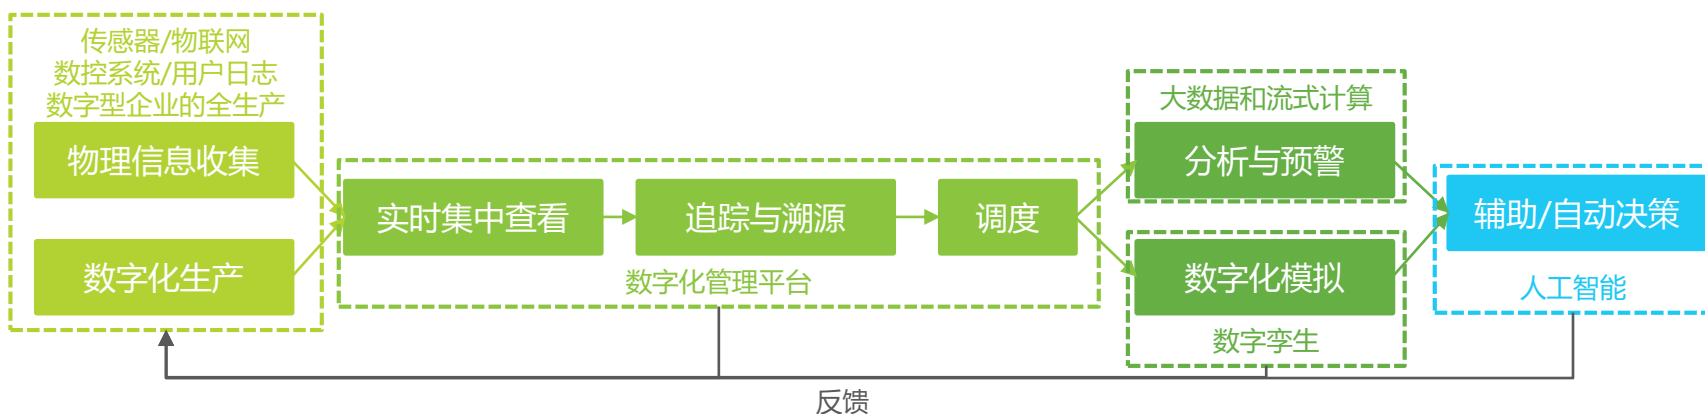 传感器/物联网
数控系统/用户日志
数字型企业的全生产
物理信息收集
数字化生产
实时集中查看
追踪与溯源
调度
数字化管理平台
大数据和流式计算
分析与预警
数字化模拟
数字孪生
辅助/自动决策
人工智能
反馈